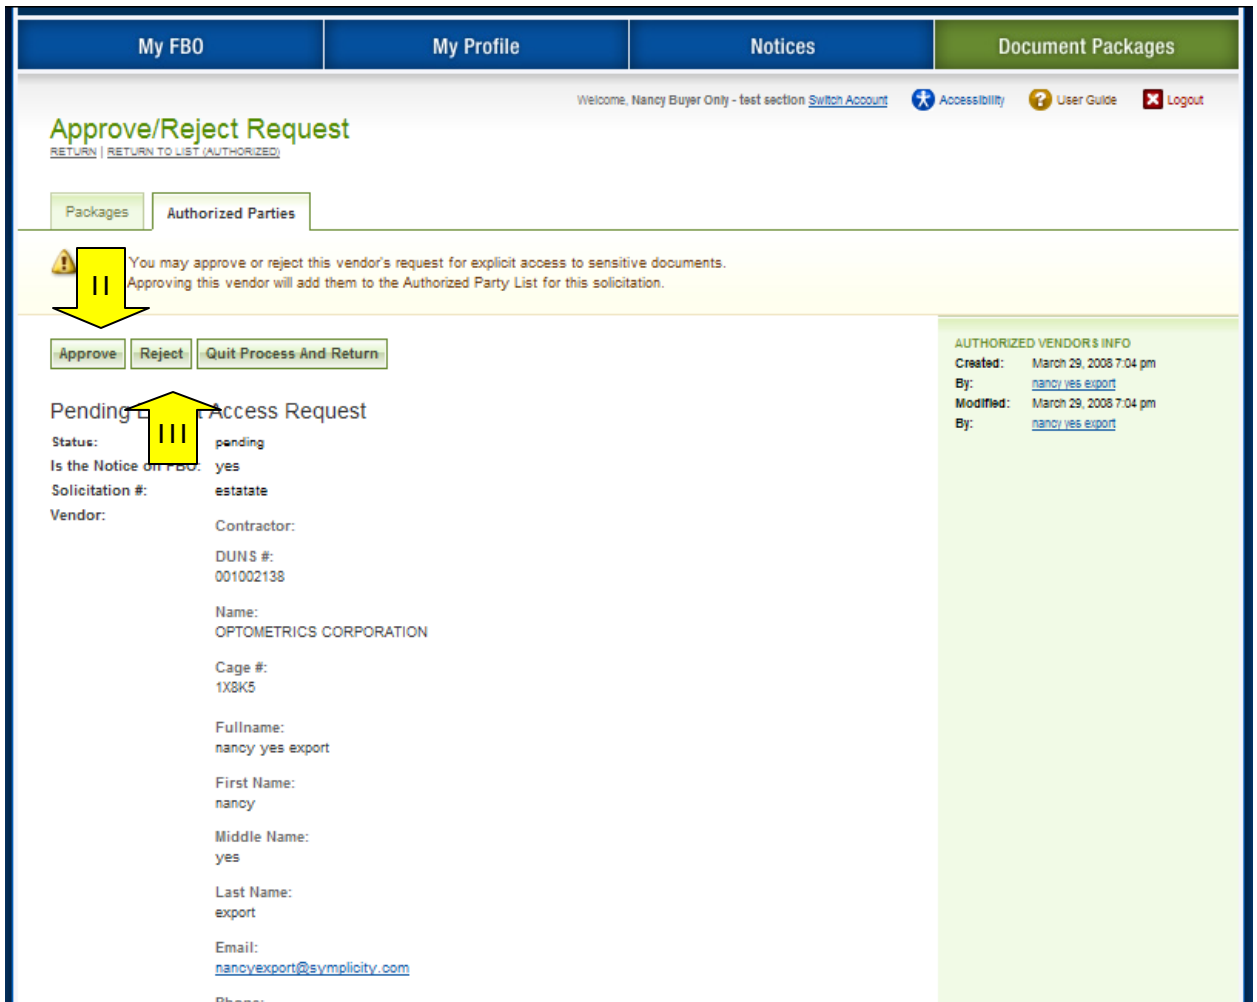 My FBO My Profile Notices Document Packages
Welcome, Nancy Buyer Only - test section Switch Account Accessibility User Guide Logout
Approve/Reject Request
RETURN | RETURN TO LIST (AUTHORIZED)
Packages Authorized Parties
You may approve or reject this vendor's request for explicit access to sensitive documents.
Approving this vendor will add them to the Authorized Party List for this solicitation.
II
Approve Reject Quit Process And Return
III
Pending Access Request
Status: pending
Is the Notice on FBO: yes
Solicitation #: estatate
Vendor:
Contractor:
DUNS #:
001002138
Name:
OPTOMETRICS CORPORATION
Cage #:
1X8K5
Fullname:
nancy yes export
First Name:
nancy
Middle Name:
yes
Last Name:
export
Email:
nancyexport@symplicity.com
Phone:
AUTHORIZED VENDORS INFO
Created: March 29, 2008 7:04 pm
By: nancy yes export
Modified: March 29, 2008 7:04 pm
By: nancy yes export